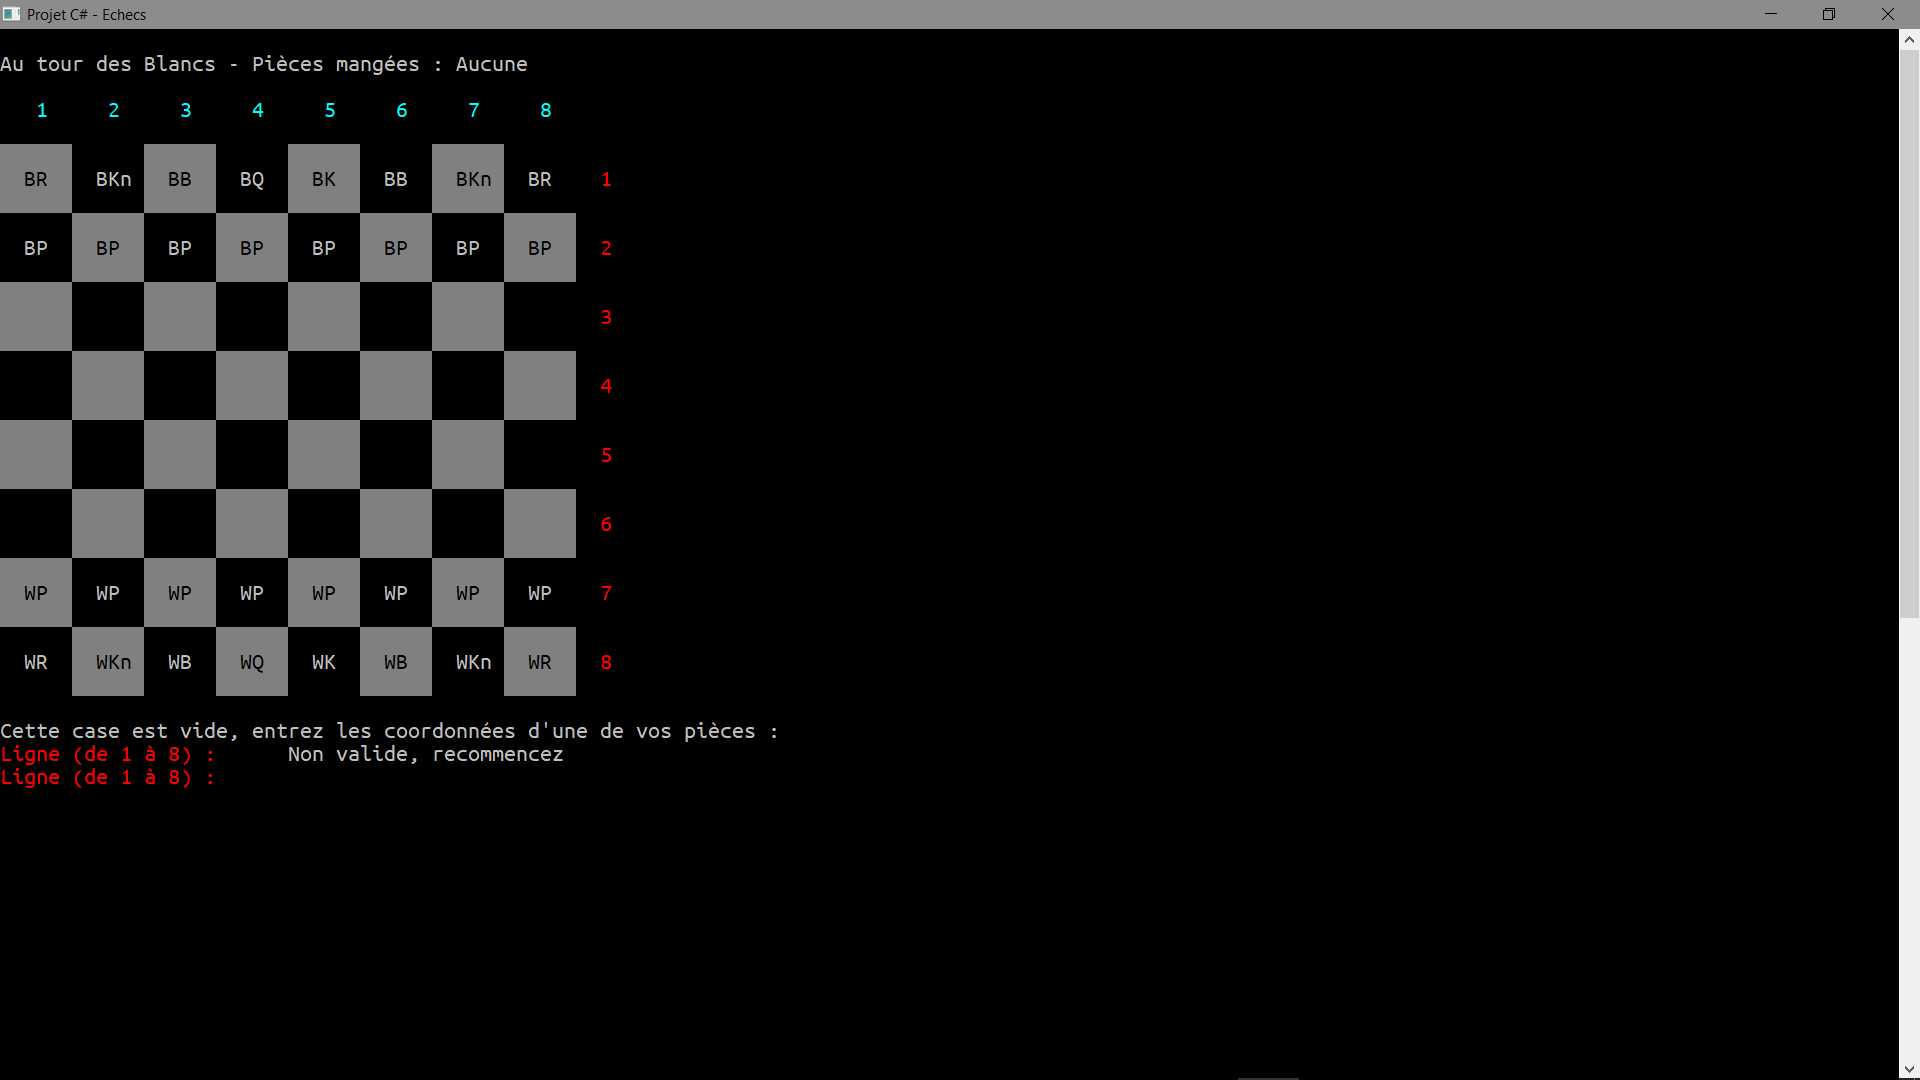 Projet C# - Echecs
Au tour des Blancs - Pièces mangées : Aucune
1 2 3 4 5 6 7 8
BR BKn BB BQ BK BB BKn BR 1
BP BP BP BP BP BP BP BP 2
3
4
5
6
WP WP WP WP WP WP WP WP 7
WR WKn WB WQ WK WB WKn WR 8
Cette case est vide, entrez les coordonnées d'une de vos pièces :
Ligne (de 1 à 8) : Non valide, recommencez
Ligne (de 1 à 8) :